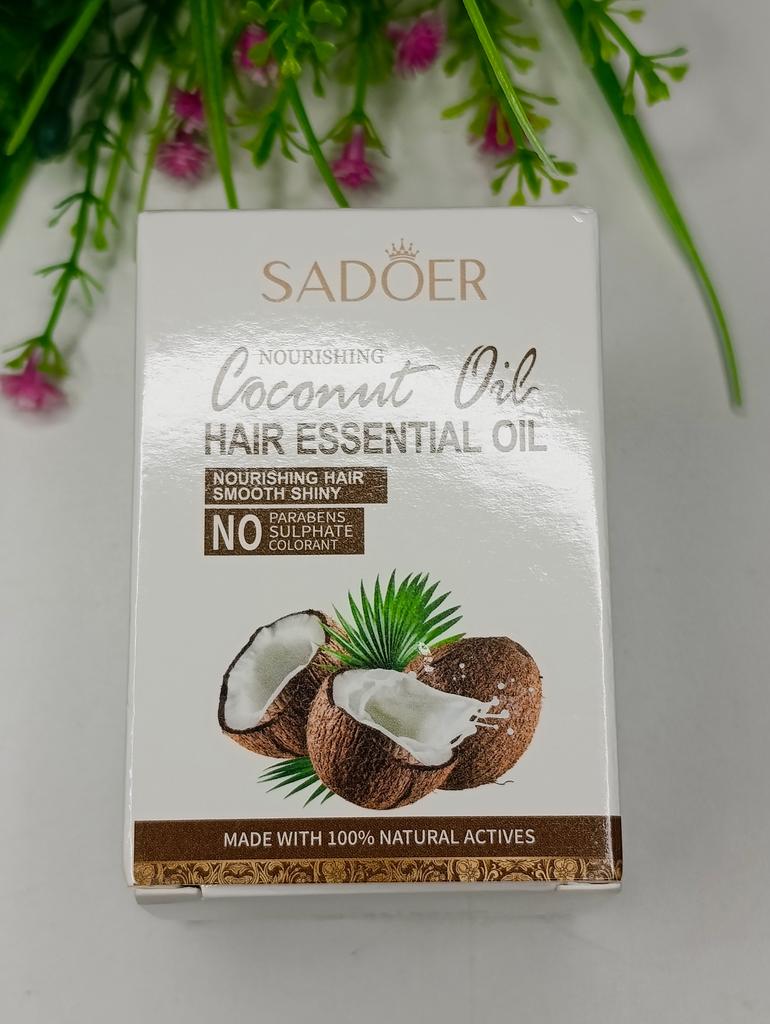 SADOER
NOURISHING
Coconut Oil
HAIR ESSENTIAL OIL
NOURISHING HAIR
SMOOTH SHINY
NO PARABENS
SULPHATE
COLORANT
MADE WITH 100% NATURAL ACTIVES